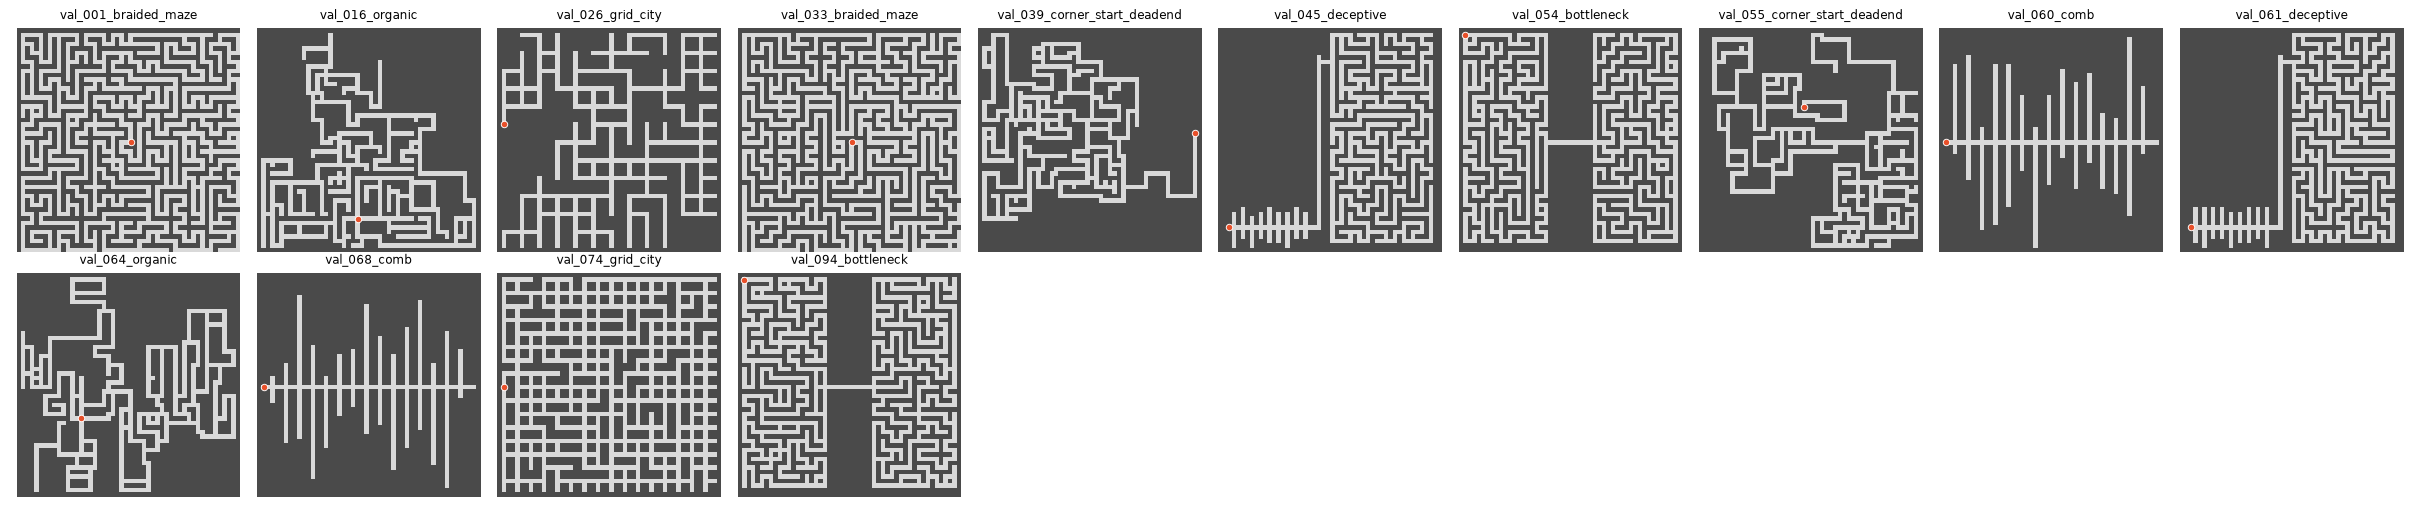 val_001_braided_maze
val_016_organic
val_026_grid_city
val_033_braided_maze
val_039_corner_start_deadend
val_045_deceptive
val_054_bottleneck
val_055_corner_start_deadend
val_060_comb
val_061_deceptive
val_064_organic
val_068_comb
val_074_grid_city
val_094_bottleneck